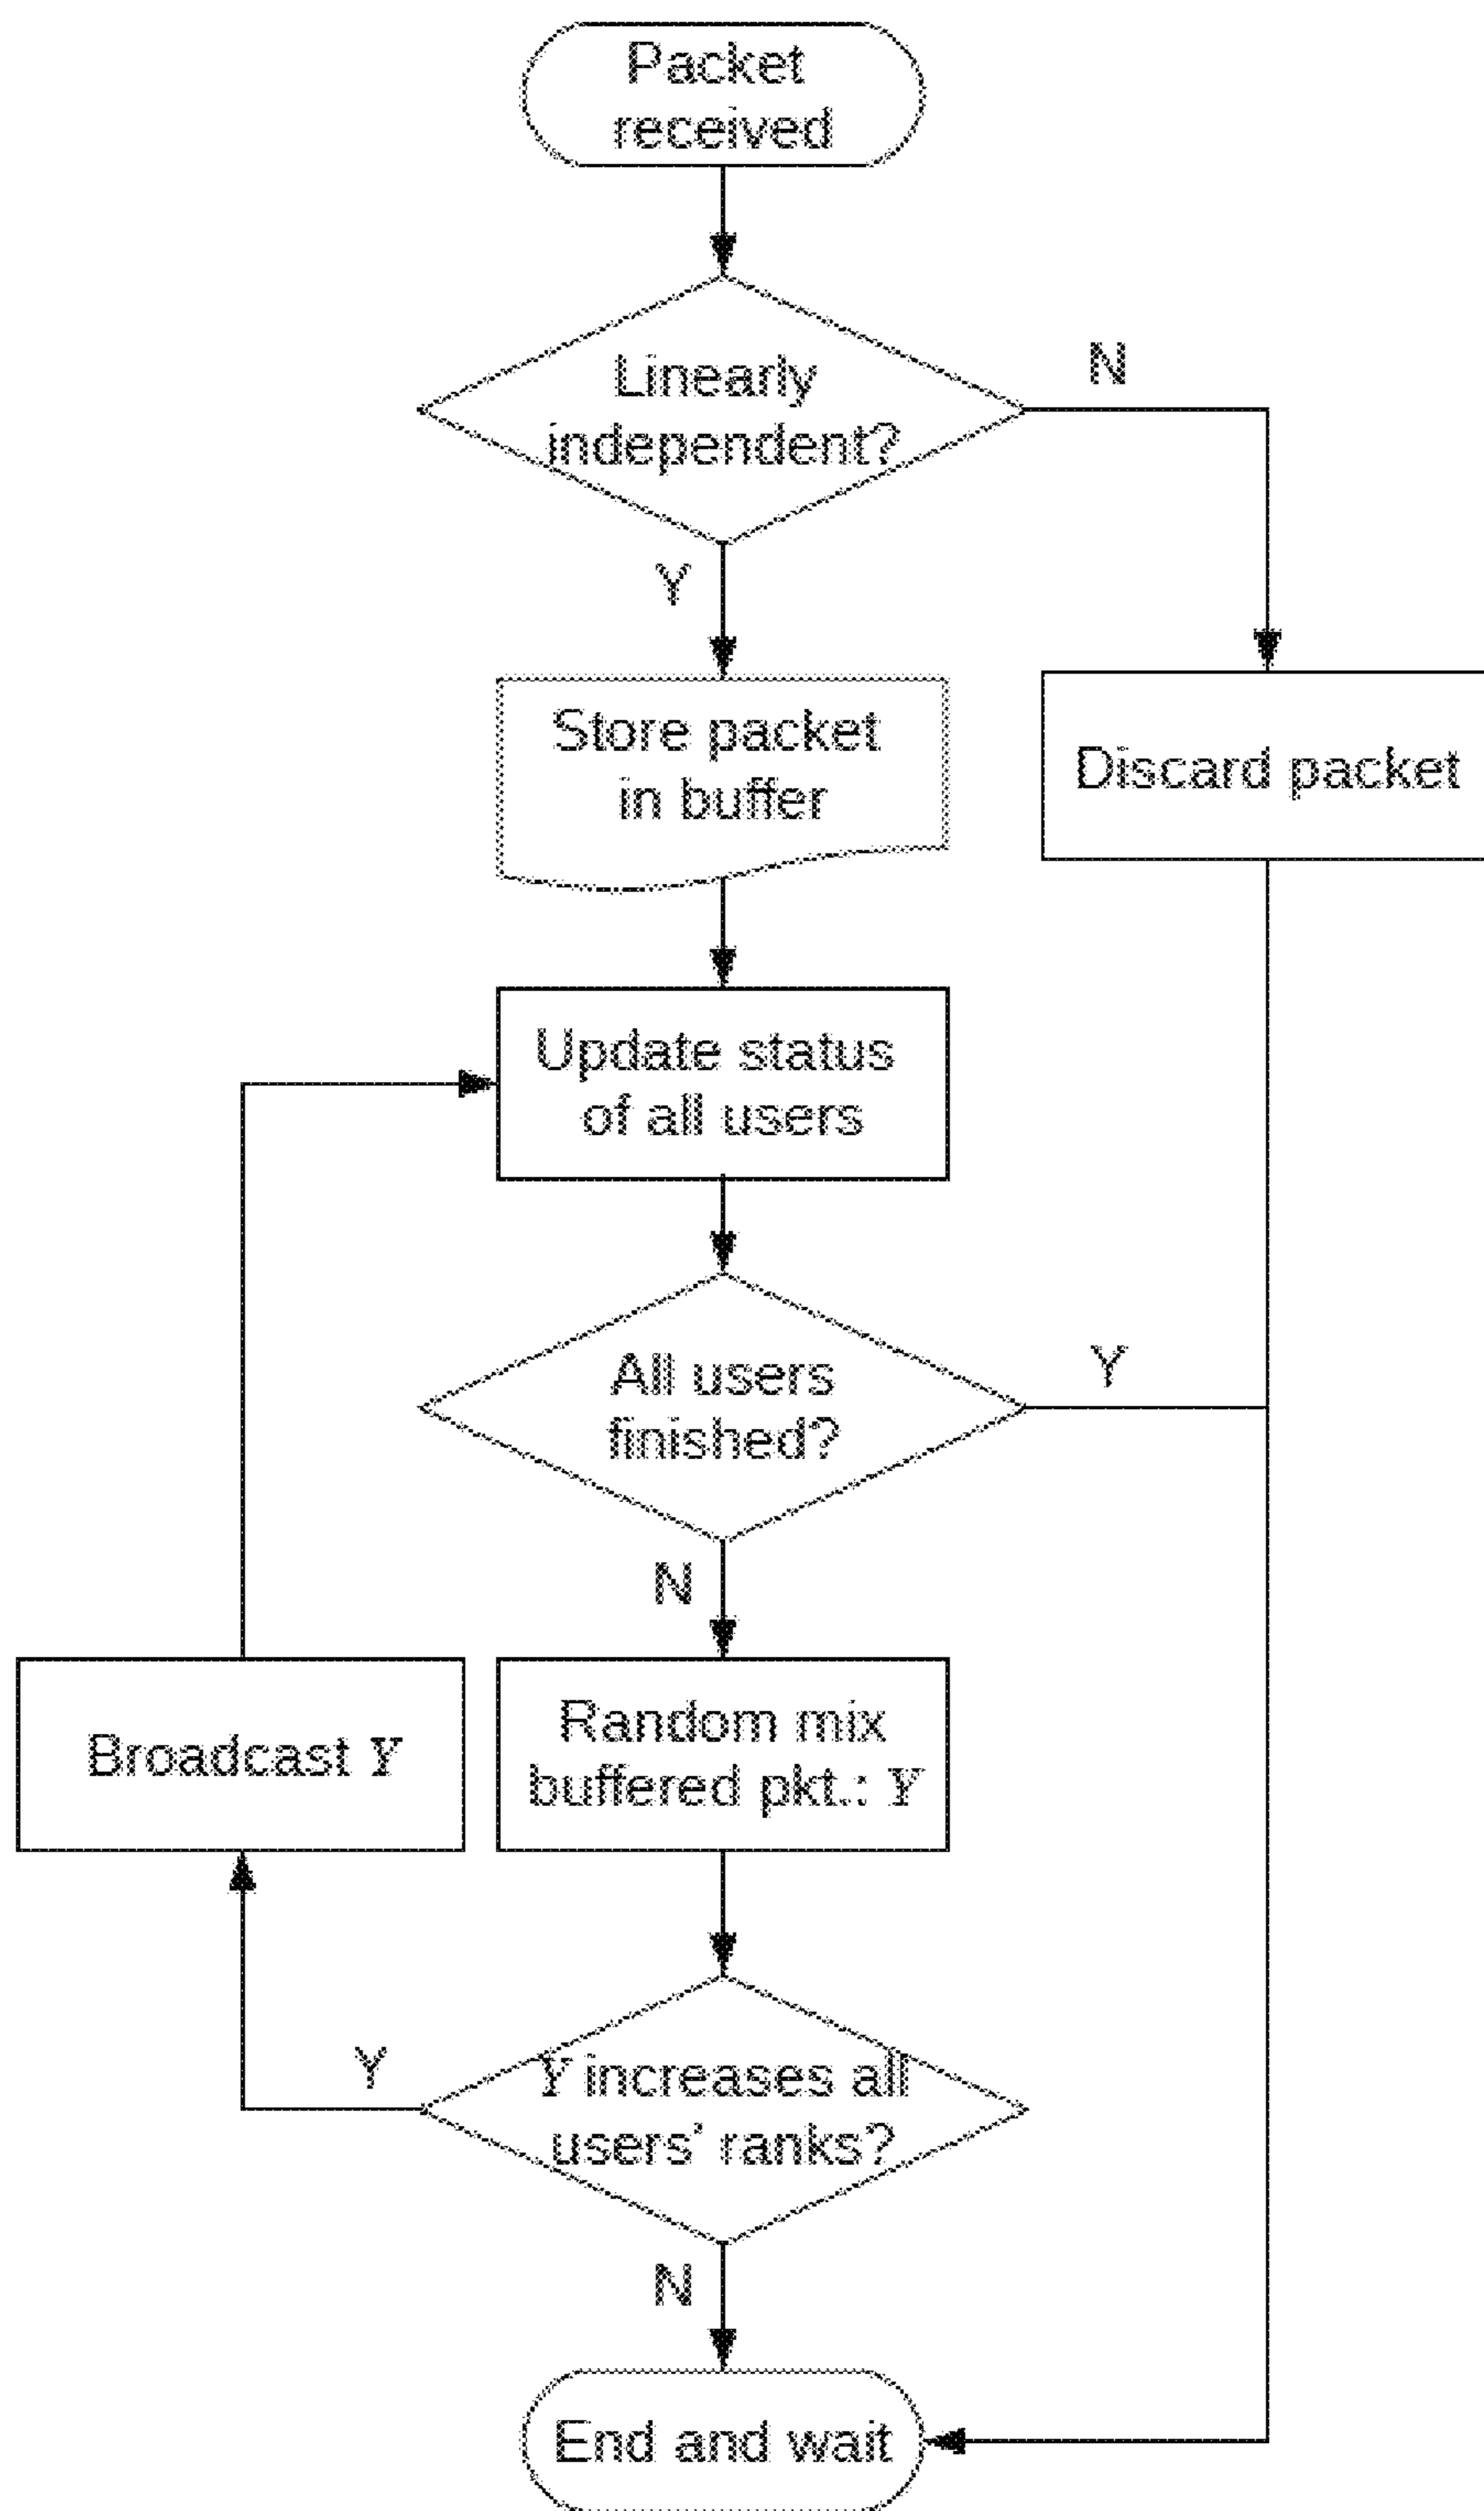 Packet
received
Linearly
independent?
N
Y
Store packet
in buffer
Discard packet
Update status
of all users
All users
finished?
Y
N
Broadcast Y
Random mix
buffered pkt.: Y
Y increases all
users’ ranks?
Y
N
End and wait